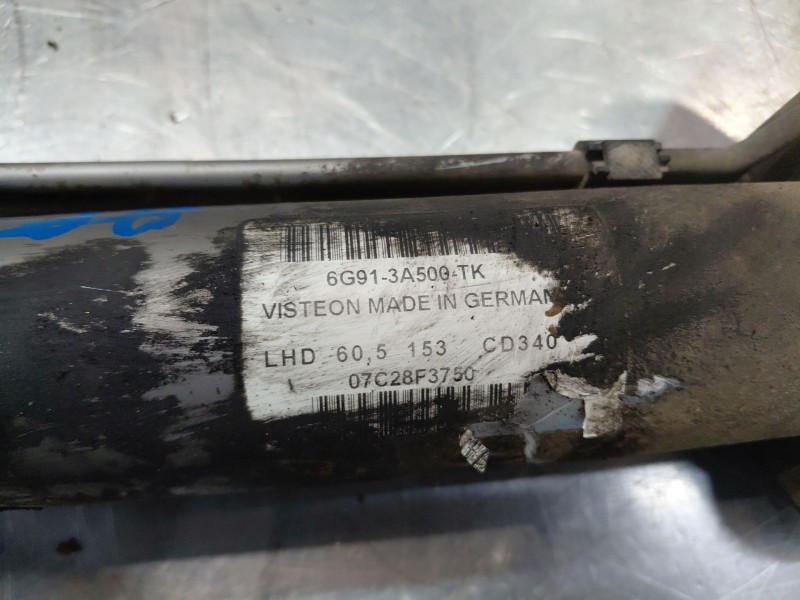 6G91-3A500-TK
VISTEON MADE IN GERMAN
LHD 60,5 153 CD340
07C28F3750